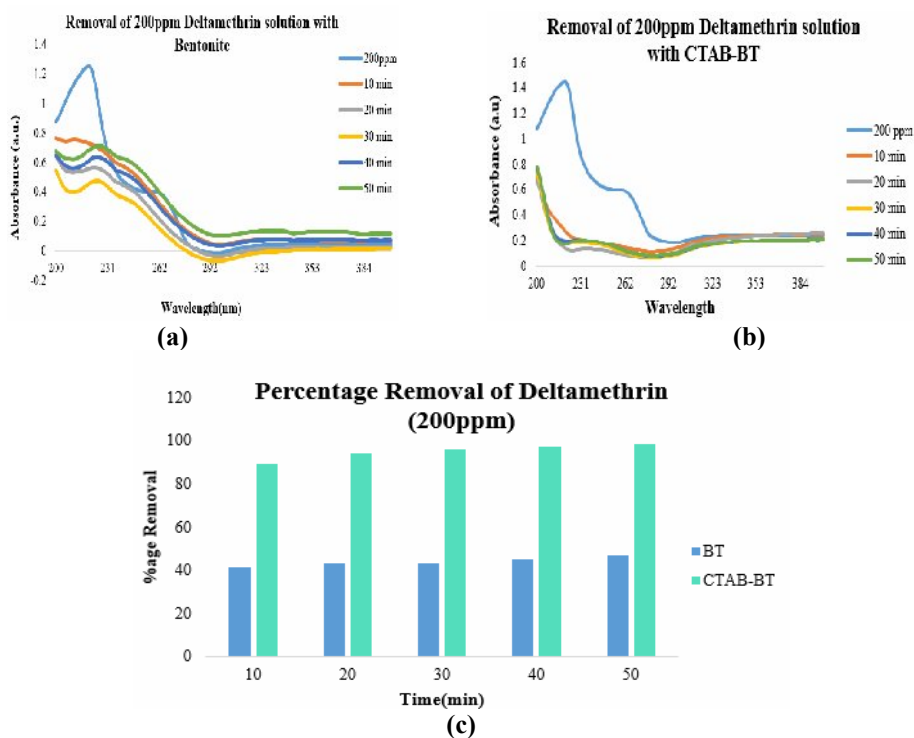 Removal of 200ppm Deltamethrin solution with
Bentonite
Absorbance (a.u.)
1.4
1.2
1
0.8
0.6
0.4
0.2
0
-0.2
200
231
262
292
323
353
384
Wavelength(nm)
200ppm
10 min
20 min
30 min
40 min
50 min
(a)
Removal of 200ppm Deltamethrin solution
with CTAB-BT
Absorbance (a.u)
1.6
1.4
1.2
1
0.8
0.6
0.4
0.2
0
200
231
262
292
323
353
384
Wavelength
200 ppm
10 min
20 min
30 min
40 min
50 min
(b)
Percentage Removal of Deltamethrin
(200ppm)
%age Removal
120
100
80
60
40
20
0
10
20
30
40
50
Time(min)
BT
CTAB-BT
(c)